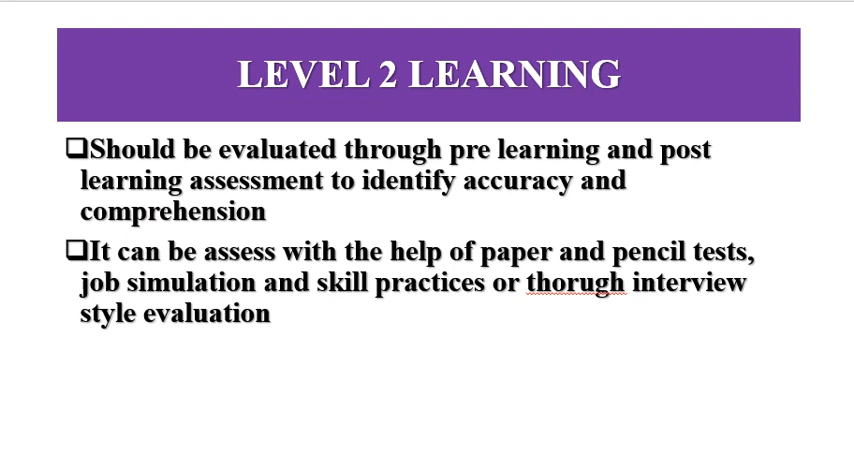 LEVEL 2 LEARNING
❑Should be evaluated through pre learning and post
learning assessment to identify accuracy and
comprehension
❑It can be assess with the help of paper and pencil tests,
job simulation and skill practices or thorugh interview
style evaluation